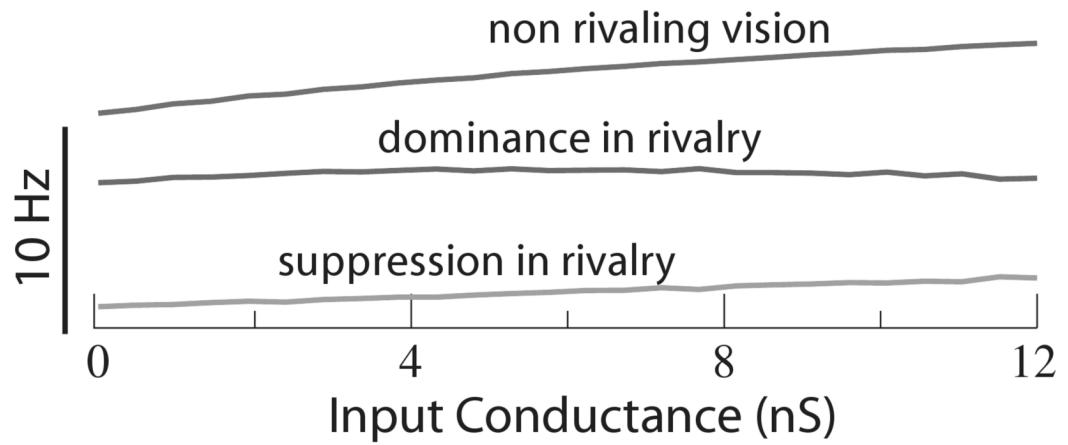 non rivaling vision
dominance in rivalry
suppression in rivalry
10 Hz
0 4 8 12
Input Conductance (nS)